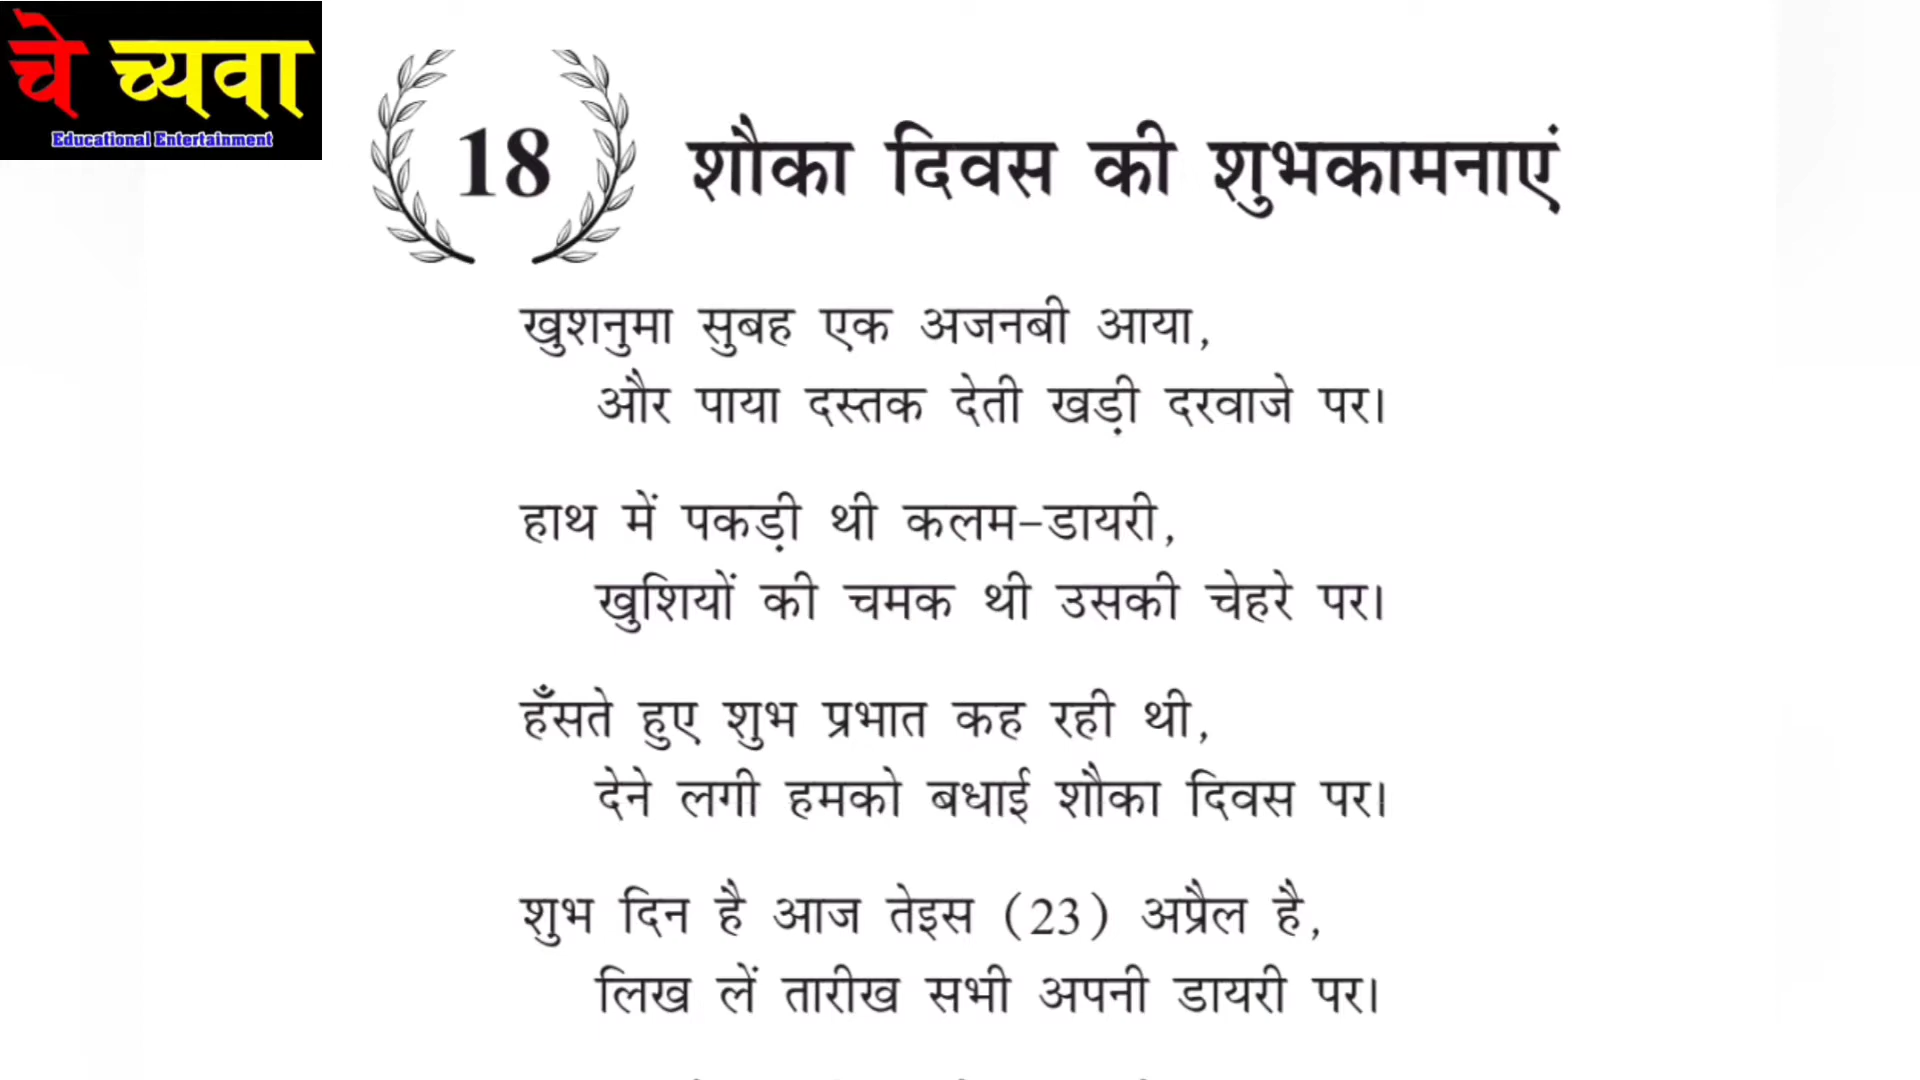 चे च्यवा
Educational Entertainment
18 शौका दिवस की शुभकामनाएं
खुशनुमा सुबह एक अजनबी आया,
और पाया दस्तक देती खड़ी दरवाजे पर।
हाथ में पकड़ी थी कलम-डायरी,
खुशियों की चमक थी उसकी चेहरे पर।
हँसते हुए शुभ प्रभात कह रही थी,
देने लगी हमको बधाई शौका दिवस पर।
शुभ दिन है आज तेइस (23) अप्रैल है,
लिख लें तारीख सभी अपनी डायरी पर।